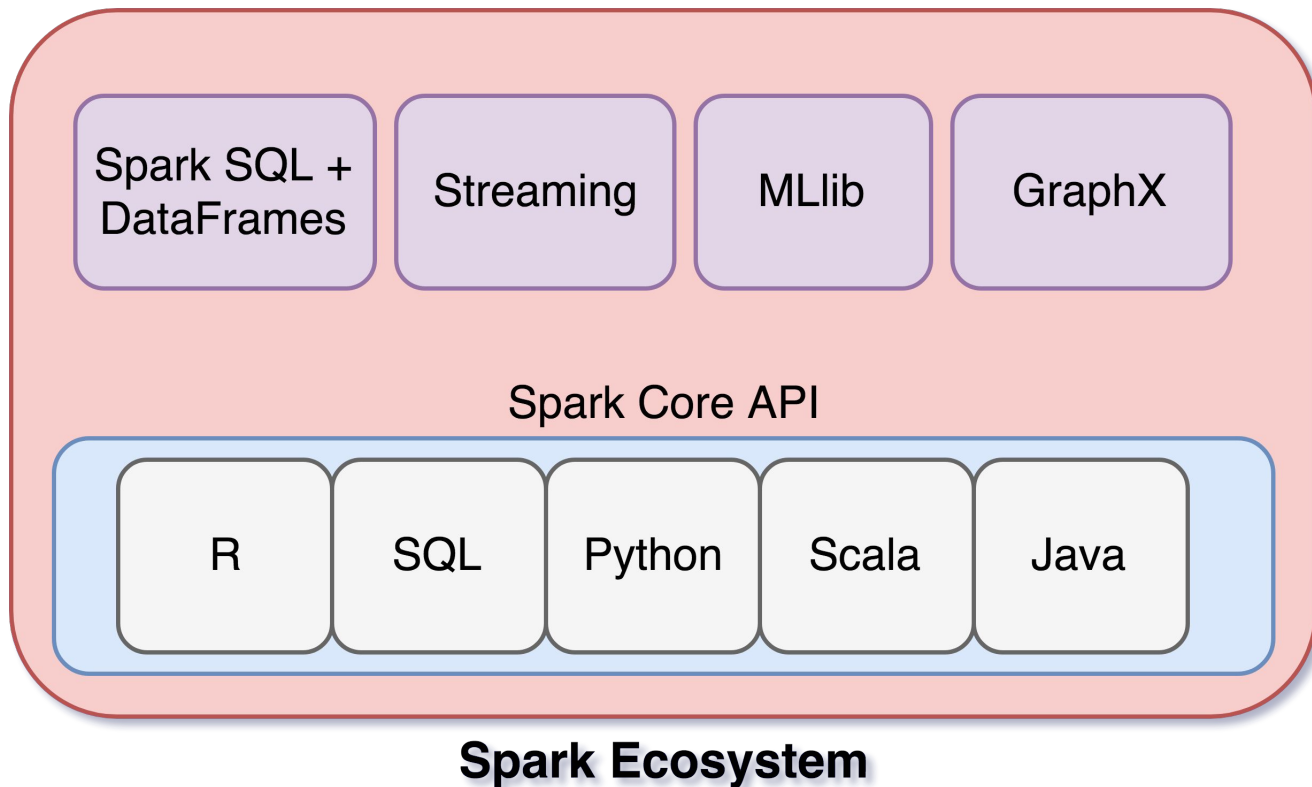 Spark SQL +
DataFrames
Streaming
MLlib
GraphX
Spark Core API
R
SQL
Python
Scala
Java
Spark Ecosystem